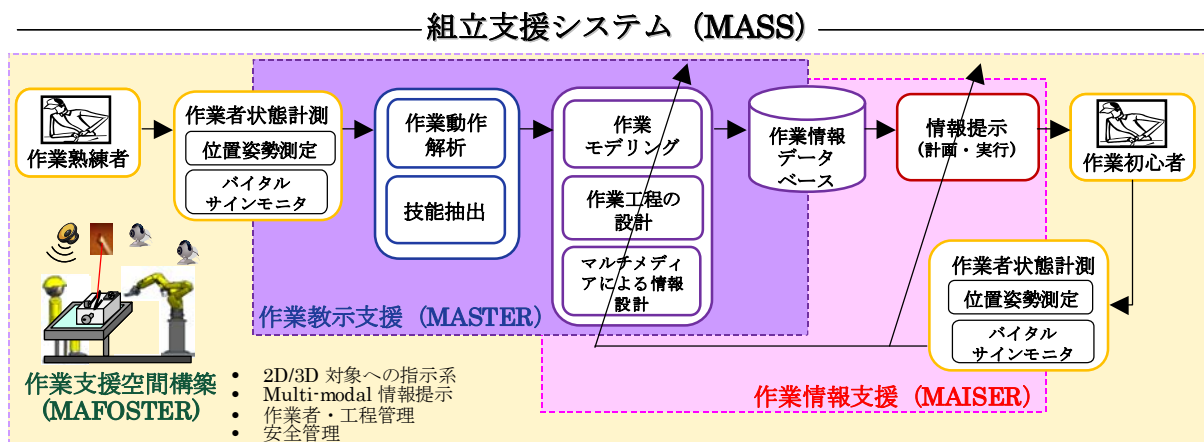 組立支援システム（MASS）
作業熟練者
作業者状態計測
位置姿勢測定
バイタル
サインモニタ
作業動作
解析
技能抽出
作業
モデリング
作業工程の
設計
マルチメディ
アによる情報
設計
作業情報
データ
ベース
情報提示
（計画・実行）
作業初心者
作業者状態計測
位置姿勢測定
バイタル
サインモニタ
作業教示支援（MASTER）
作業情報支援（MAISER）
作業支援空間構築
(MAFOSTER)
• 2D/3D 対象への指示系
• Multi-modal 情報提示
• 作業者・工程管理
• 安全管理